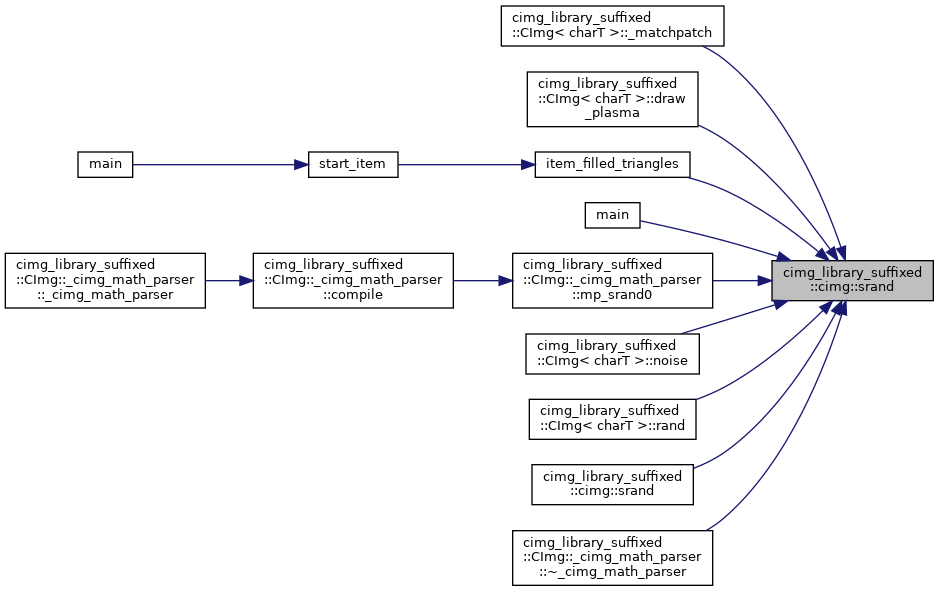 cimg_library_suffixed
::CImg< charT >::_matchpatch
cimg_library_suffixed
::CImg< charT >::draw
_plasma
main
start_item
item_filled_triangles
main
cimg_library_suffixed
::CImg::_cimg_math_parser
::_cimg_math_parser
cimg_library_suffixed
::CImg::_cimg_math_parser
::compile
cimg_library_suffixed
::CImg::_cimg_math_parser
::mp_srand0
cimg_library_suffixed
::cimg::srand
cimg_library_suffixed
::CImg< charT >::noise
cimg_library_suffixed
::CImg< charT >::rand
cimg_library_suffixed
::cimg::srand
cimg_library_suffixed
::CImg::_cimg_math_parser
::~_cimg_math_parser